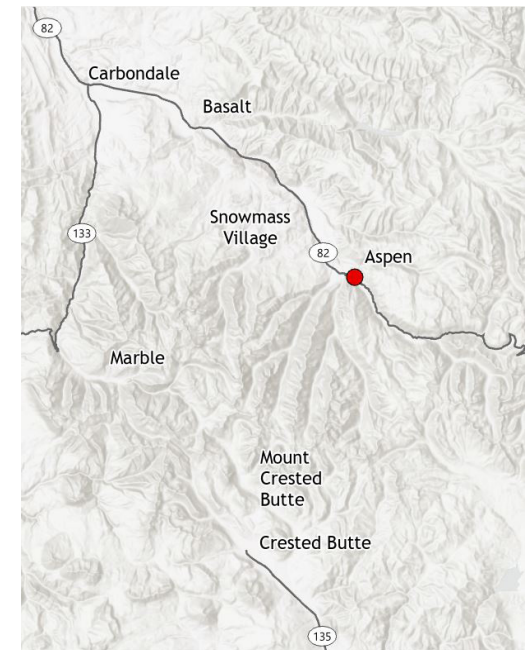 82
Carbondale
Basalt
Snowmass
Village
133
82
Aspen
Marble
Mount
Crested
Butte
Crested Butte
135